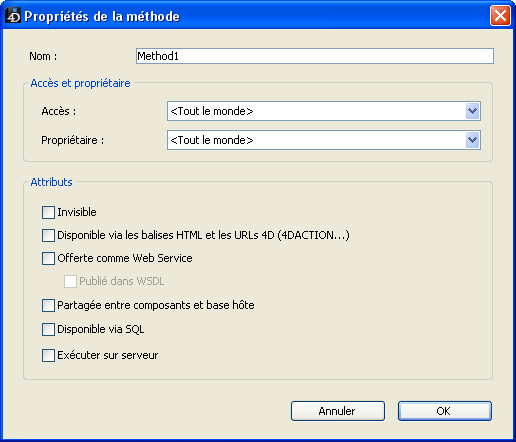 4D Propriétés de la méthode
Nom : Method1
Accès et propriétaire
Accès : <Tout le monde>
Propriétaire : <Tout le monde>
Attributs
Invisible
Disponible via les balises HTML et les URLs 4D (4DACTION...)
Offerte comme Web Service
Publié dans WSDL
Partagée entre composants et base hôte
Disponible via SQL
Exécuter sur serveur
Annuler OK